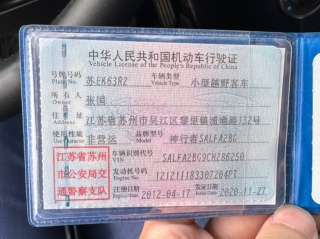 中华人民共和国机动车行驶证
Vehicle License of the People's Republic of China
号牌号码 苏EK63R2 车辆类型 小型越野客车
Plate No. Vehicle Type
所有人 张国
Owner
住址 江苏省苏州市吴江区黎里镇浦港路132号
Address
使用性质 非营运 品牌型号 神行者SALFA2BG
Use Character Model
江苏省苏州
市公安局交
通警察支队
车辆识别代号 SALFA2BG9CH286250
VIN
发动机号码 121211183307204PT
Engine No.
注册日期 2012-04-17 发证日期 2020-11-27
Register Date Issue Date